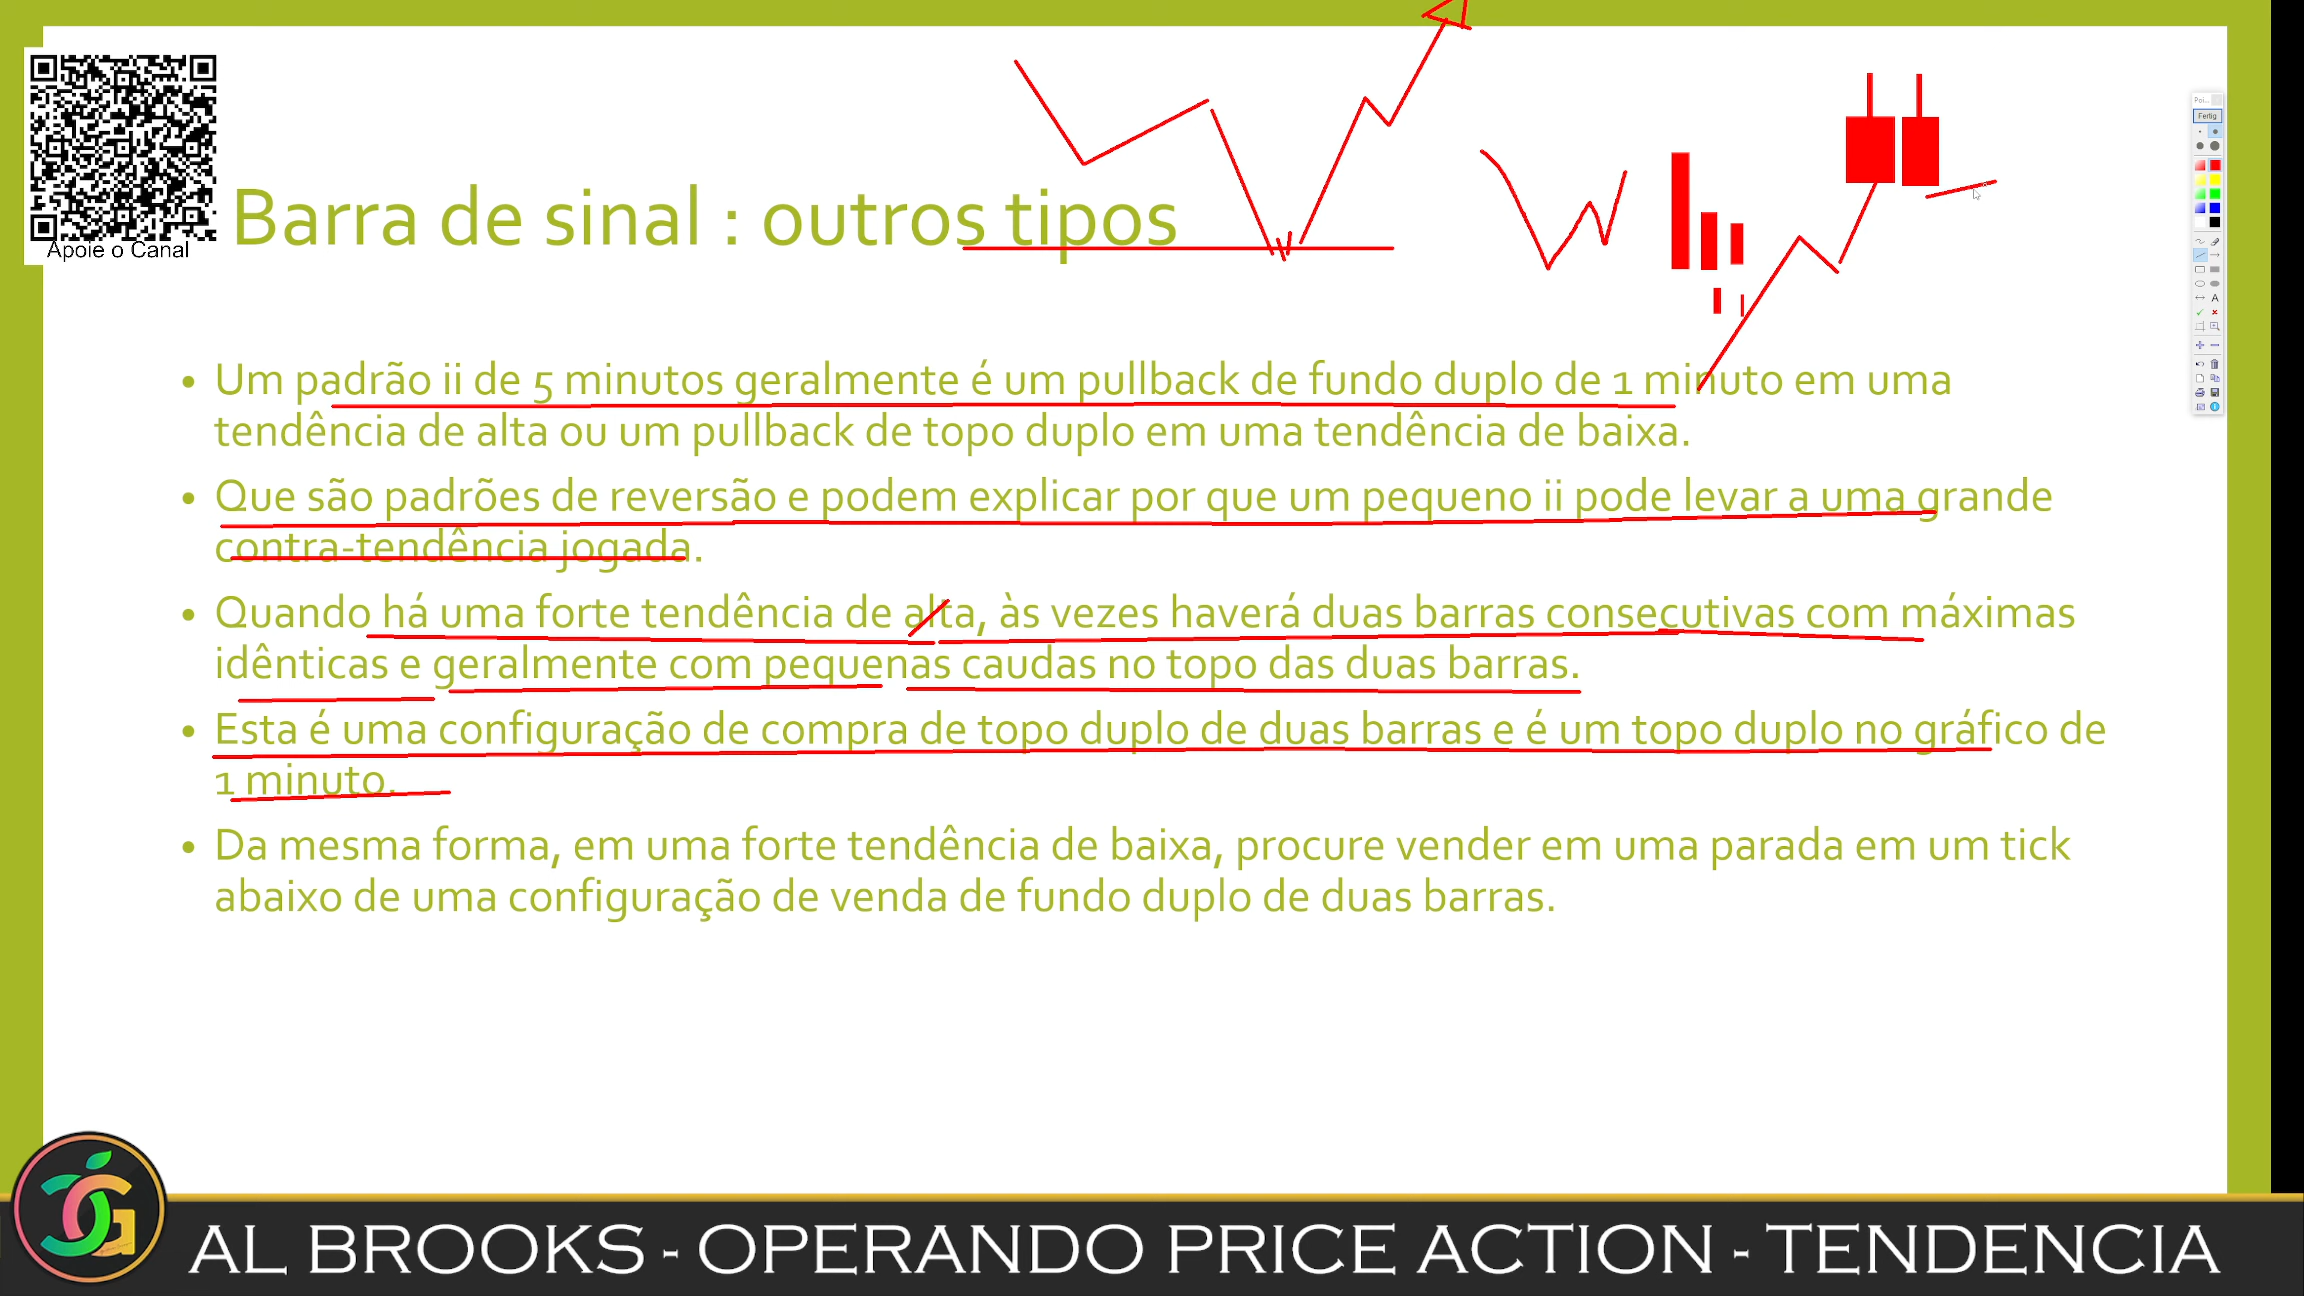 Apoie o Canal
Barra de sinal : outros tipos
Poi...
Fertig
A
• Um padrão ii de 5 minutos geralmente é um pullback de fundo duplo de 1 minuto em uma
tendência de alta ou um pullback de topo duplo em uma tendência de baixa.
• Que são padrões de reversão e podem explicar por que um pequeno ii pode levar a uma grande
contra-tendência jogada.
• Quando há uma forte tendência de alta, às vezes haverá duas barras consecutivas com máximas
idênticas e geralmente com pequenas caudas no topo das duas barras.
• Esta é uma configuração de compra de topo duplo de duas barras e é um topo duplo no gráfico de
1 minuto.
• Da mesma forma, em uma forte tendência de baixa, procure vender em uma parada em um tick
abaixo de uma configuração de venda de fundo duplo de duas barras.
AL BROOKS - OPERANDO PRICE ACTION - TENDENCIA